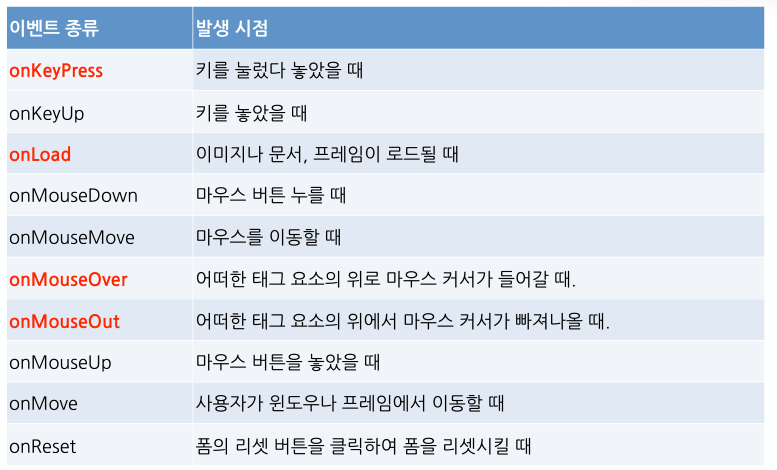 이벤트 종류 발생 시점
onKeyPress 키를 눌렀다 놓았을 때
onKeyUp 키를 놓았을 때
onLoad 이미지나 문서, 프레임이 로드될 때
onMouseDown 마우스 버튼 누를 때
onMouseMove 마우스를 이동할 때
onMouseOver 어떠한 태그 요소의 위로 마우스 커서가 들어갈 때.
onMouseOut 어떠한 태그 요소의 위에서 마우스 커서가 빠져나올 때.
onMouseUp 마우스 버튼을 놓았을 때
onMove 사용자가 윈도우나 프레임에서 이동할 때
onReset 폼의 리셋 버튼을 클릭하여 폼을 리셋시킬 때